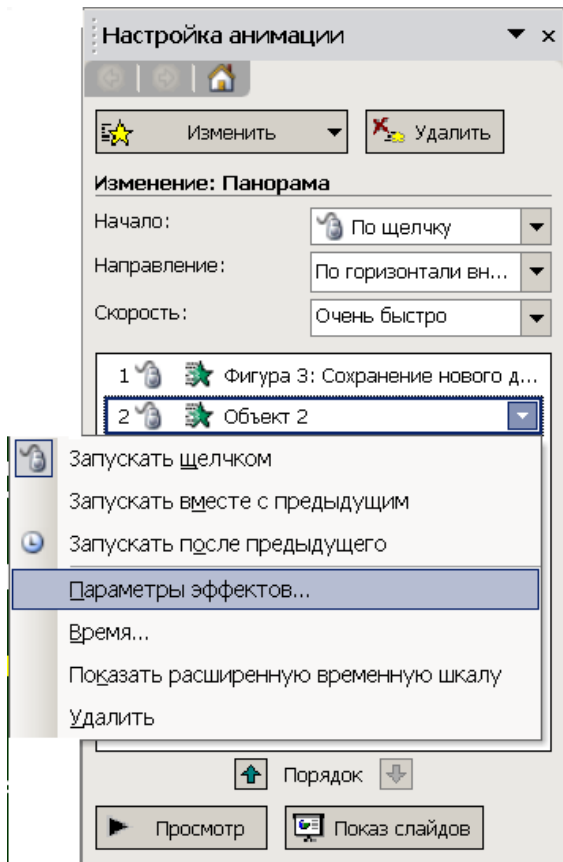 Настройка анимации
Изменить
Удалить
Изменение: Панорама
Начало:
По щелчку
Направление:
По горизонтали вн...
Скорость:
Очень быстро
1 Фигура 3: Сохранение нового д...
2 Объект 2
Запускать щелчком
Запускать вместе с предыдущим
Запускать после предыдущего
Параметры эффектов...
Время...
Показать расширенную временную шкалу
Удалить
Порядок
Просмотр
Показ слайдов